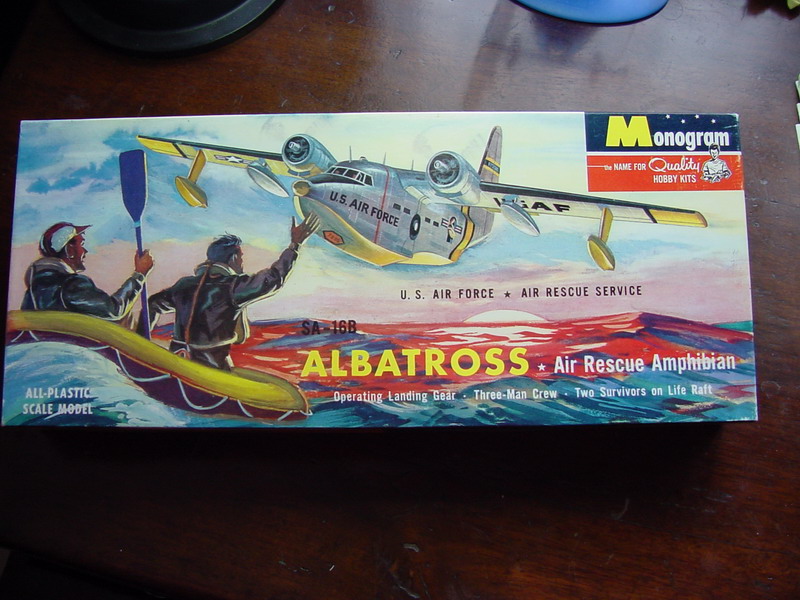 Monogram
the NAME FOR Quality
HOBBY KITS
U.S. AIR FORCE
USAF
U. S. AIR FORCE ★ AIR RESCUE SERVICE
SA-16B
ALBATROSS ★ Air Rescue Amphibian
Operating Landing Gear · Three-Man Crew · Two Survivors on Life Raft
ALL-PLASTIC
SCALE MODEL